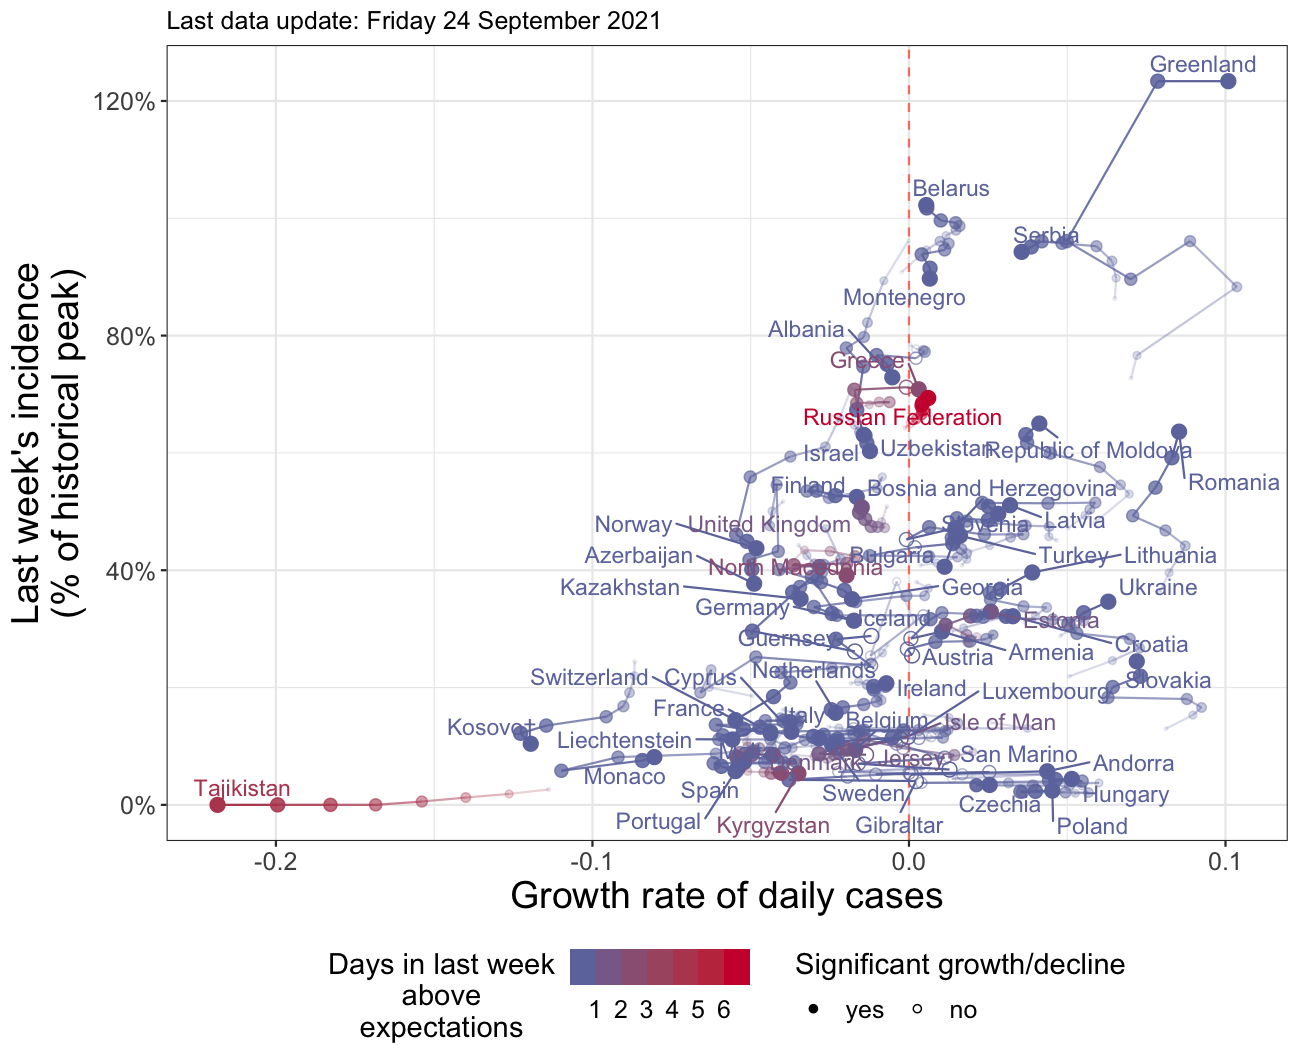 Last data update: Friday 24 September 2021
Last week's incidence
(% of historical peak)
120%
80%
40%
0%
Greenland
Belarus
Serbia
Montenegro
Albania
Greece
Russian Federation
Israel
Uzbekistan
Republic of Moldova
Romania
Finland
Bosnia and Herzegovina
Norway
United Kingdom
Slovenia
Latvia
Azerbaijan
Bulgaria
Turkey
Lithuania
North Macedonia
Kazakhstan
Georgia
Ukraine
Germany
Iceland
Estonia
Guernsey
Croatia
Austria
Armenia
Switzerland
Cyprus
Netherlands
Ireland
Luxembourg
Slovakia
France
Italy
Belgium
Isle of Man
Kosovo†
Liechtenstein
Jersey
San Marino
Andorra
Monaco
Tajikistan
Spain
Sweden
Czechia
Hungary
Portugal
Kyrgyzstan
Gibraltar
Poland
-0.2
-0.1
0.0
0.1
Growth rate of daily cases
Days in last week
above
expectations
1 2 3 4 5 6
Significant growth/decline
yes
no